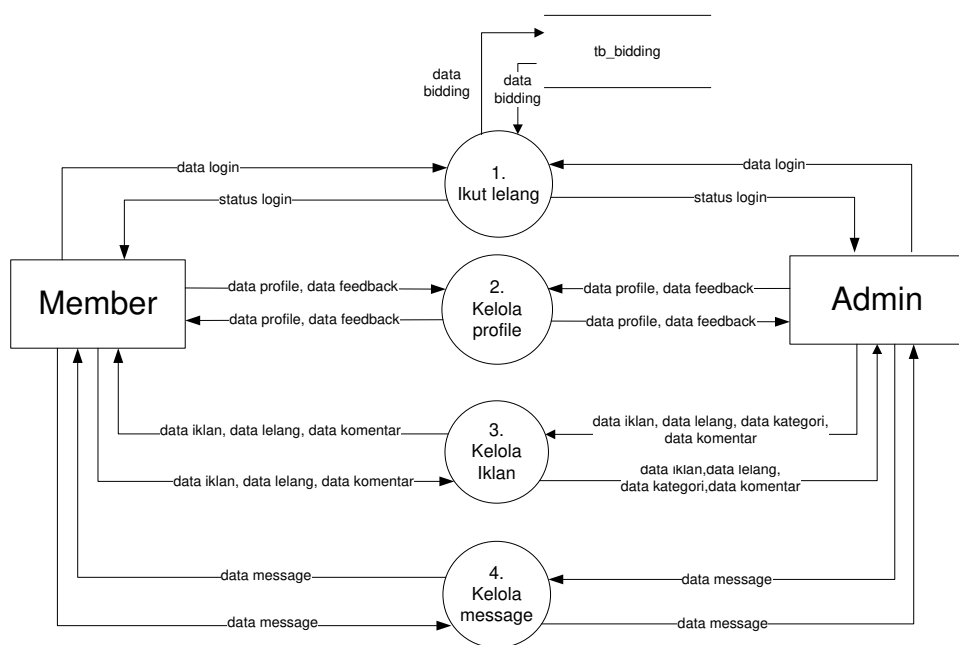 tb_bidding
data
bidding
data
bidding
1.
Ikut lelang
data login
status login
data login
status login
Member
Admin
2.
Kelola
profile
data profile, data feedback
data profile, data feedback
data profile, data feedback
data profile, data feedback
3.
Kelola
Iklan
data iklan, data lelang, data komentar
data iklan, data lelang, data komentar
data iklan, data lelang, data kategori,
data komentar
data iklan,data lelang,
data kategori,data komentar
4.
Kelola
message
data message
data message
data message
data message